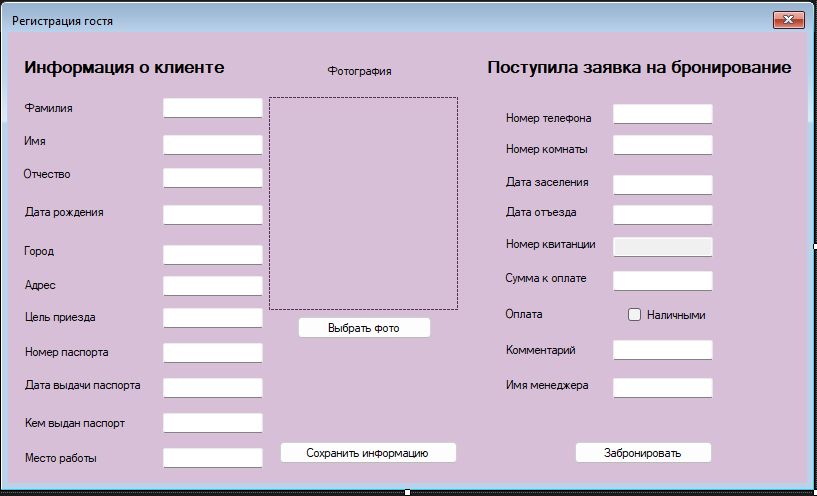 Регистрация гостя
Информация о клиенте
Фамилия
Имя
Отчество
Дата рождения
Город
Адрес
Цель приезда
Номер паспорта
Дата выдачи паспорта
Кем выдан паспорт
Место работы
Фотография
Выбрать фото
Сохранить информацию
Поступила заявка на бронирование
Номер телефона
Номер комнаты
Дата заселения
Дата отъезда
Номер квитанции
Сумма к оплате
Оплата Наличными
Комментарий
Имя менеджера
Забронировать